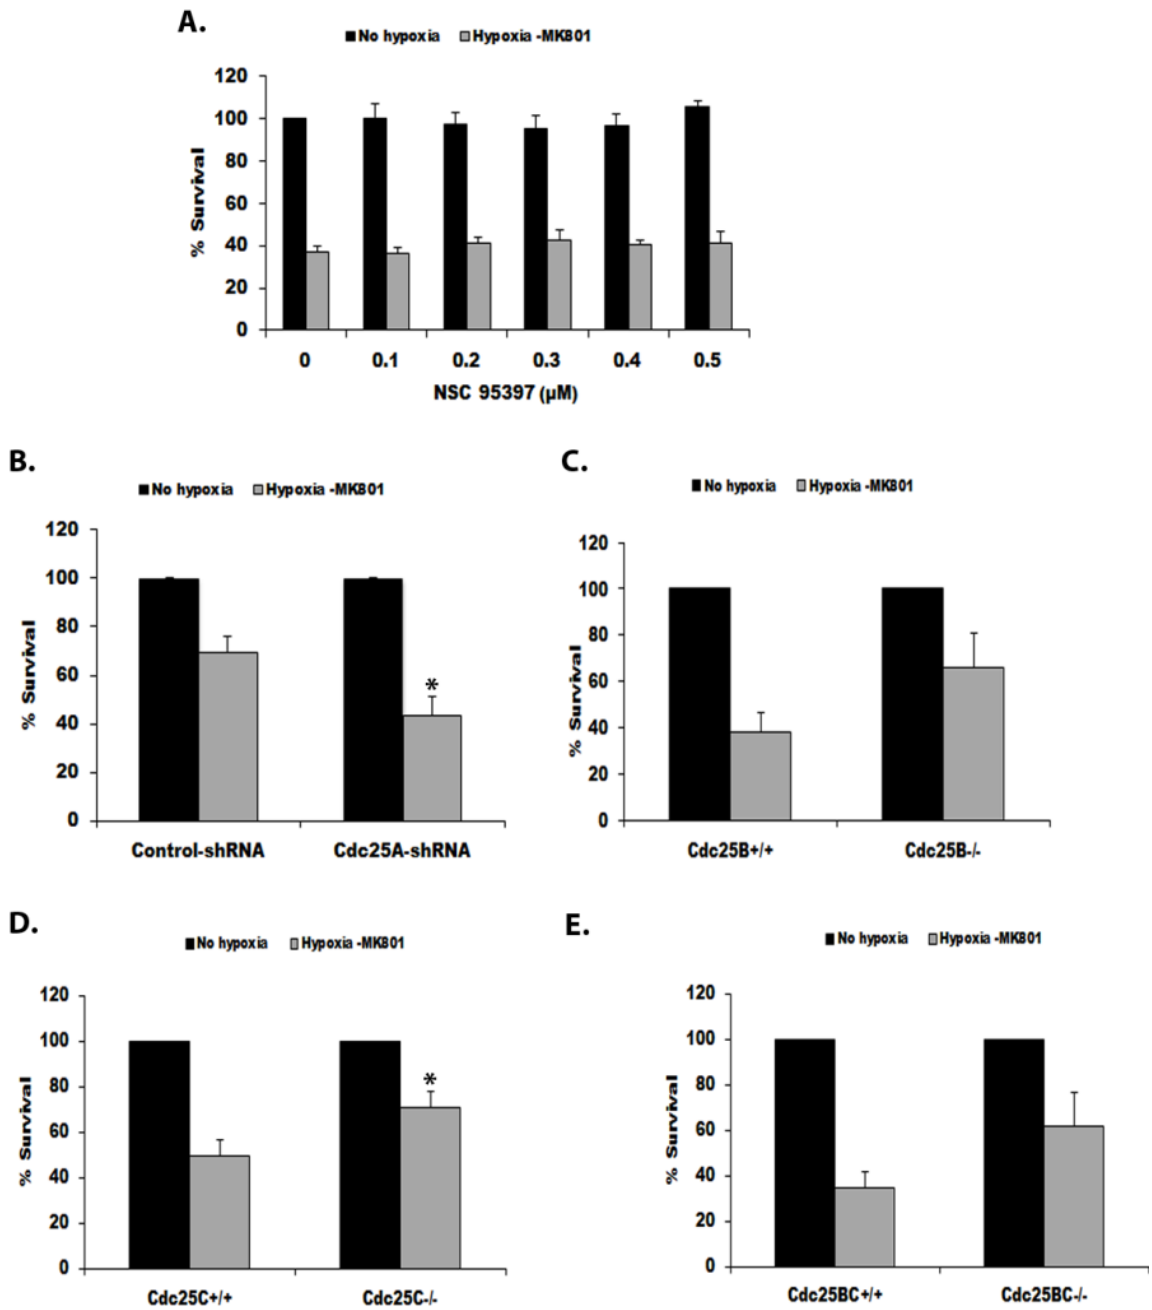 A.
No hypoxia Hypoxia -MK801
120
100
80
60
40
20
0
% Survival
0 0.1 0.2 0.3 0.4 0.5
NSC 95397 (µM)
B.
No hypoxia Hypoxia -MK801
120
100
80
60
40
20
0
% Survival
*
Control-shRNA Cdc25A-shRNA
C.
No hypoxia Hypoxia -MK801
120
100
80
60
40
20
0
% Survival
Cdc25B+/+ Cdc25B-/-
D.
No hypoxia Hypoxia -MK801
120
100
80
60
40
20
0
% Survival
*
Cdc25C+/+ Cdc25C-/-
E.
No hypoxia Hypoxia -MK801
120
100
80
60
40
20
0
% Survival
Cdc25BC+/+ Cdc25BC-/-